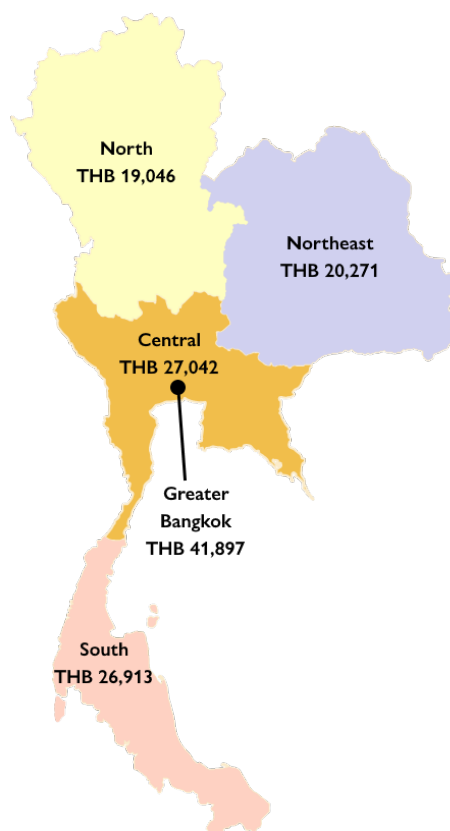 North
THB 19,046
Northeast
THB 20,271
Central
THB 27,042
Greater
Bangkok
THB 41,897
South
THB 26,913